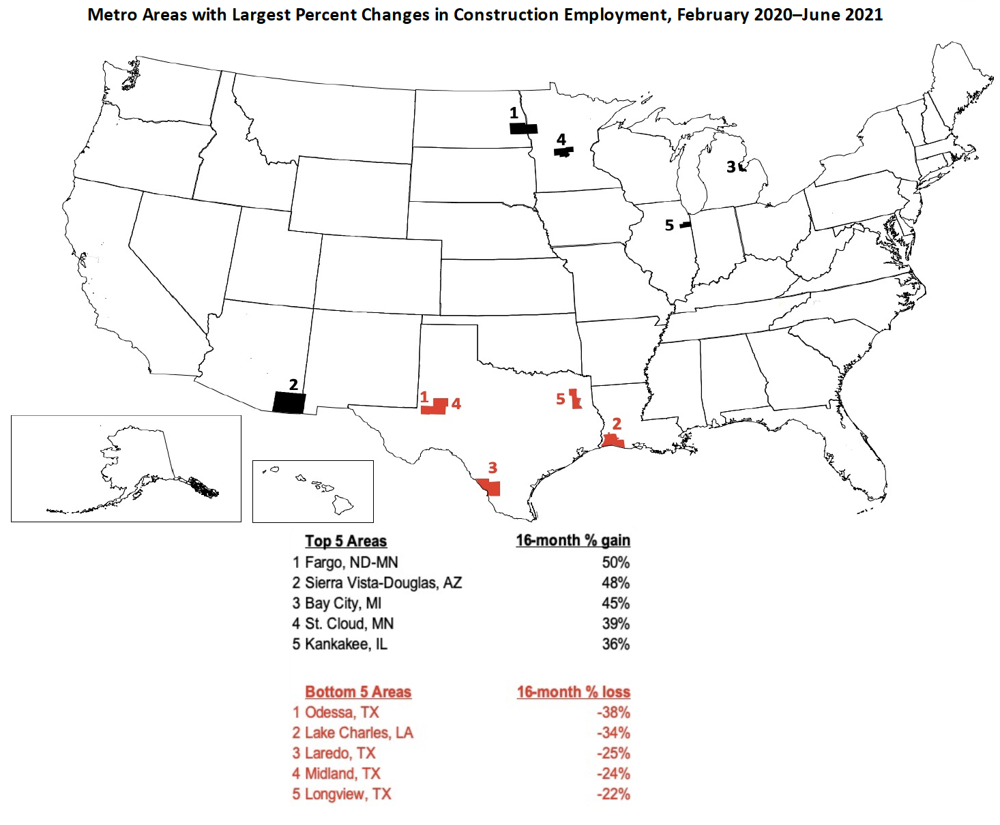 Metro Areas with Largest Percent Changes in Construction Employment, February 2020–June 2021
1
4
3
5
2
1
4
5
2
3
Top 5 Areas 16-month % gain
1 Fargo, ND-MN 50%
2 Sierra Vista-Douglas, AZ 48%
3 Bay City, MI 45%
4 St. Cloud, MN 39%
5 Kankakee, IL 36%
Bottom 5 Areas 16-month % loss
1 Odessa, TX -38%
2 Lake Charles, LA -34%
3 Laredo, TX -25%
4 Midland, TX -24%
5 Longview, TX -22%